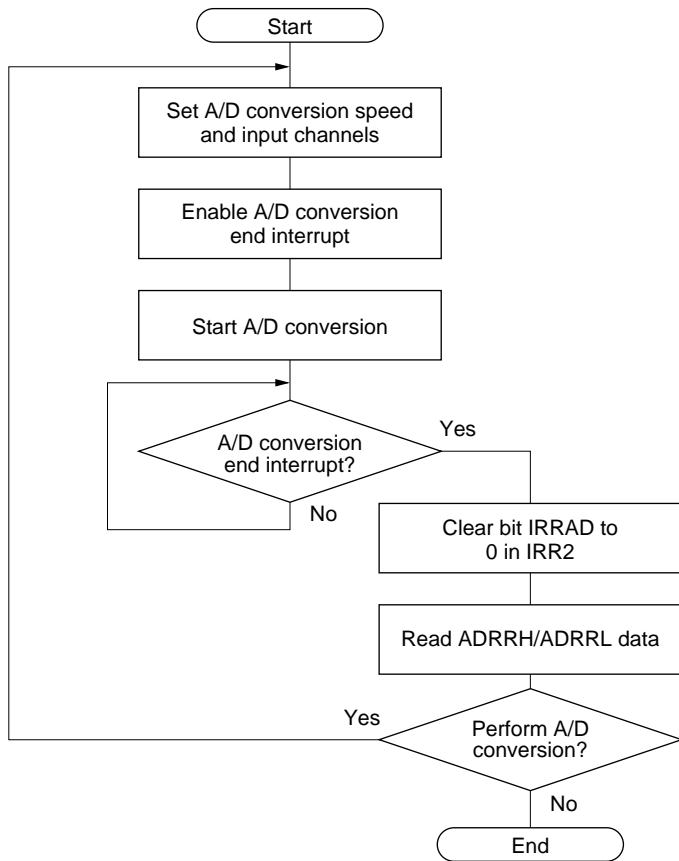 Start
Set A/D conversion speed
and input channels
Enable A/D conversion
end interrupt
Start A/D conversion
A/D conversion
end interrupt?
Yes
No
Clear bit IRRAD to
0 in IRR2
Read ADRRH/ADRRL data
Yes
Perform A/D
conversion?
No
End